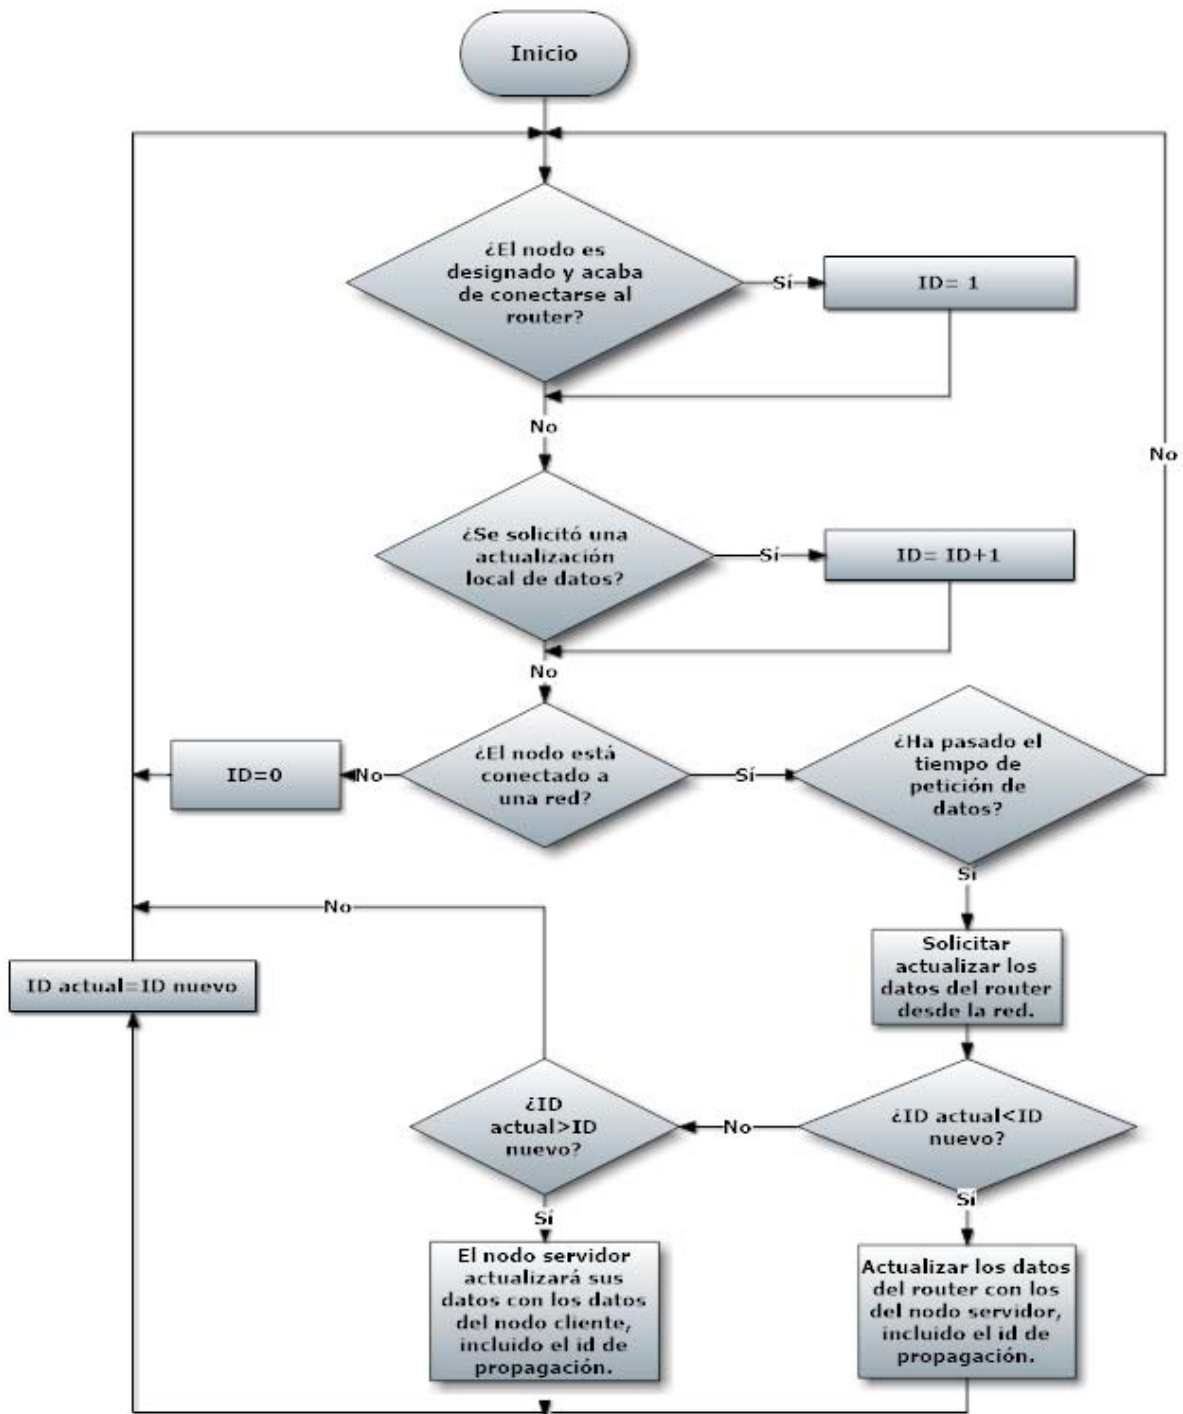 Inicio
¿El nodo es
designado y acaba
de conectarse al
router?
Sí
ID= 1
No
No
¿Se solicitó una
actualización
local de datos?
Sí
ID= ID+1
No
ID=0
No
¿El nodo está
conectado a
una red?
Sí
¿Ha pasado el
tiempo de
petición de
datos?
Sí
No
Solicitar
actualizar los
datos del router
desde la red.
ID actual=ID nuevo
¿ID
actual>ID
nuevo?
No
¿ID actual<ID
nuevo?
Sí
Sí
El nodo servidor
actualizará sus
datos con los datos
del nodo cliente,
incluido el id de
propagación.
Actualizar los datos
del router con los
del nodo servidor,
incluido el id de
propagación.